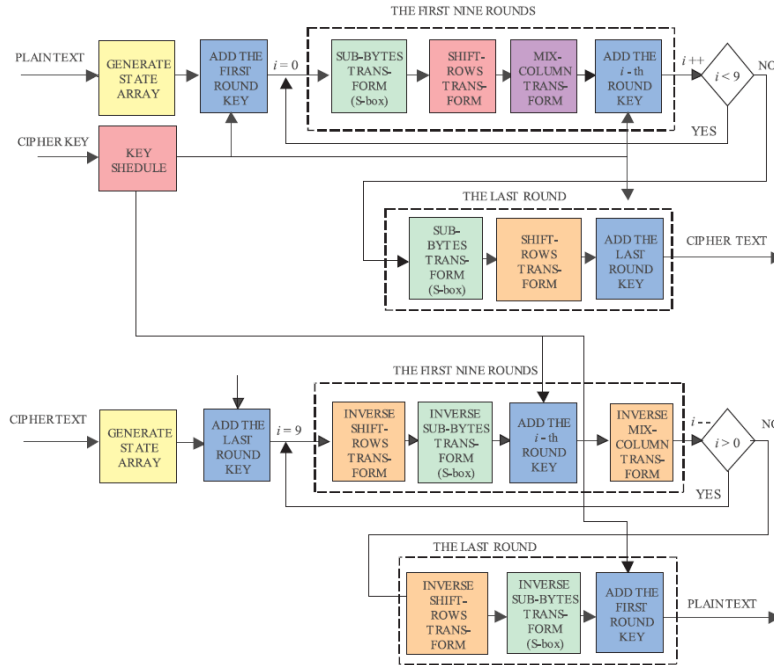 THE FIRST NINE ROUNDS
PLAINTEXT
GENERATE
STATE
ARRAY
ADD THE
FIRST
ROUND
KEY
i = 0
SUB-BYTES
TRANS-
FORM
(S-box)
SHIFT-
ROWS
TRANS-
FORM
MIX-
COLUMN
TRANS-
FORM
ADD THE
i - th
ROUND
KEY
i ++
i < 9
NO
YES
CIPHER KEY
KEY
SHEDULE
THE LAST ROUND
SUB-
BYTES
TRANS-
FORM
(S-box)
SHIFT-
ROWS
TRANS-
FORM
ADD THE
LAST
ROUND
KEY
CIPHER TEXT
THE FIRST NINE ROUNDS
CIPHERTEXT
GENERATE
STATE
ARRAY
ADD THE
LAST
ROUND
KEY
i = 9
INVERSE
SHIFT-
ROWS
TRANS-
FORM
INVERSE
SUB-BYTES
TRANS-
FORM
(S-box)
ADD THE
i - th
ROUND
KEY
INVERSE
MIX-
COLUMN
TRANS-
FORM
i --
i > 0
NO
YES
THE LAST ROUND
INVERSE
SHIFT-
ROWS
TRANS-
FORM
INVERSE
SUB-BYTES
TRANS-
FORM
(S-box)
ADD THE
FIRST
ROUND
KEY
PLAINTEXT